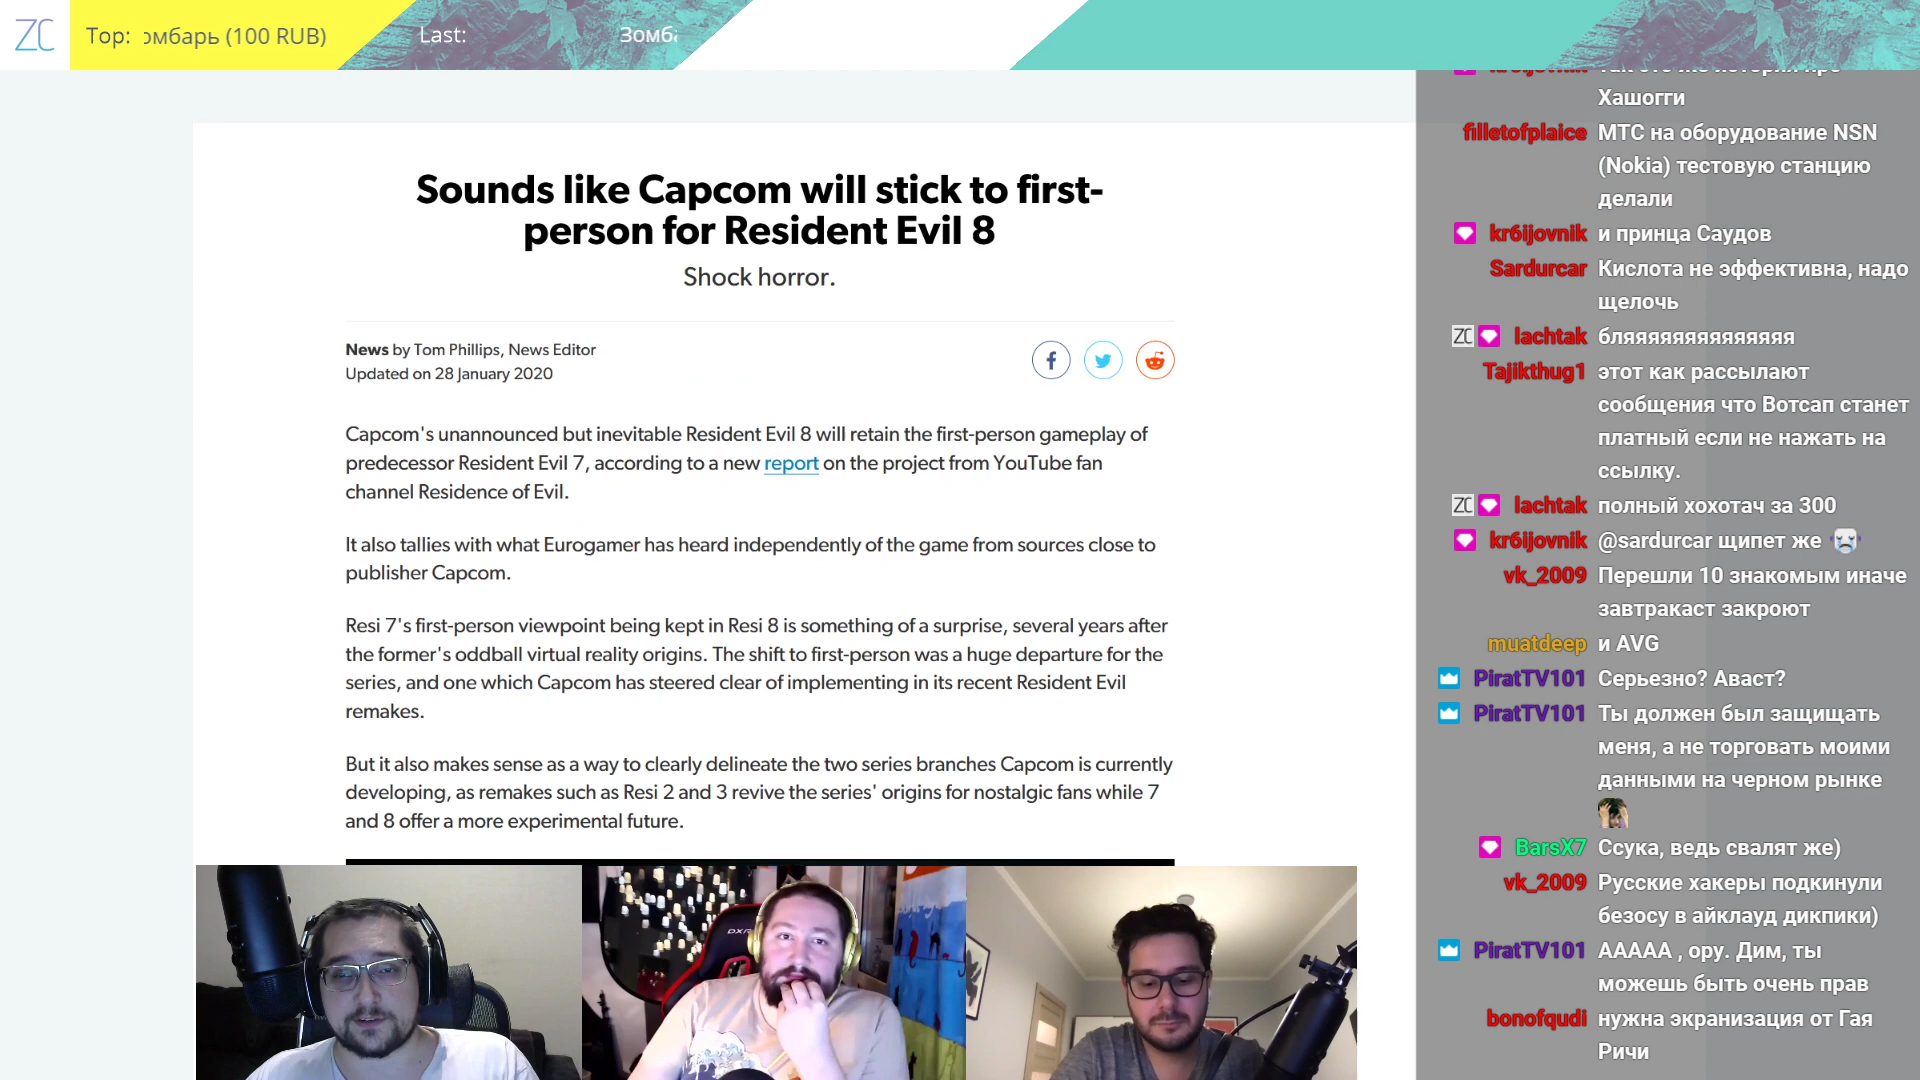 ZC
Top: омбарь (100 RUB)
Last:
Зомба
Sounds like Capcom will stick to first-
person for Resident Evil 8
Shock horror.
News by Tom Phillips, News Editor
Updated on 28 January 2020
Capcom's unannounced but inevitable Resident Evil 8 will retain the first-person gameplay of
predecessor Resident Evil 7, according to a new report on the project from YouTube fan
channel Residence of Evil.
It also tallies with what Eurogamer has heard independently of the game from sources close to
publisher Capcom.
Resi 7's first-person viewpoint being kept in Resi 8 is something of a surprise, several years after
the former's oddball virtual reality origins. The shift to first-person was a huge departure for the
series, and one which Capcom has steered clear of implementing in its recent Resident Evil
remakes.
But it also makes sense as a way to clearly delineate the two series branches Capcom is currently
developing, as remakes such as Resi 2 and 3 revive the series' origins for nostalgic fans while 7
and 8 offer a more experimental future.
Хашогги
filletofplaice МТС на оборудование NSN
(Nokia) тестовую станцию
делали
kr6ijovnik и принца Саудов
Sardurcar Кислота не эффективна, надо
щелочь
ZC lachtak бляяяяяяяяяяяяяя
Tajikthug1 этот как рассылают
сообщения что Вотсап станет
платный если не нажать на
ссылку.
ZC lachtak полный хохотач за 300
kr6ijovnik @sardurcar щипет же
vk_2009 Перешли 10 знакомым иначе
завтракаст закроют
muatdeep и AVG
PiratTV101 Серьезно? Аваст?
PiratTV101 Ты должен был защищать
меня, а не торговать моими
данными на черном рынке
BarsX7 Ссука, ведь свалят же)
vk_2009 Русские хакеры подкинули
безосу в айклауд дикпики)
PiratTV101 ААААА , ору. Дим, ты
можешь быть очень прав
bonofqudi нужна экранизация от Гая
Ричи